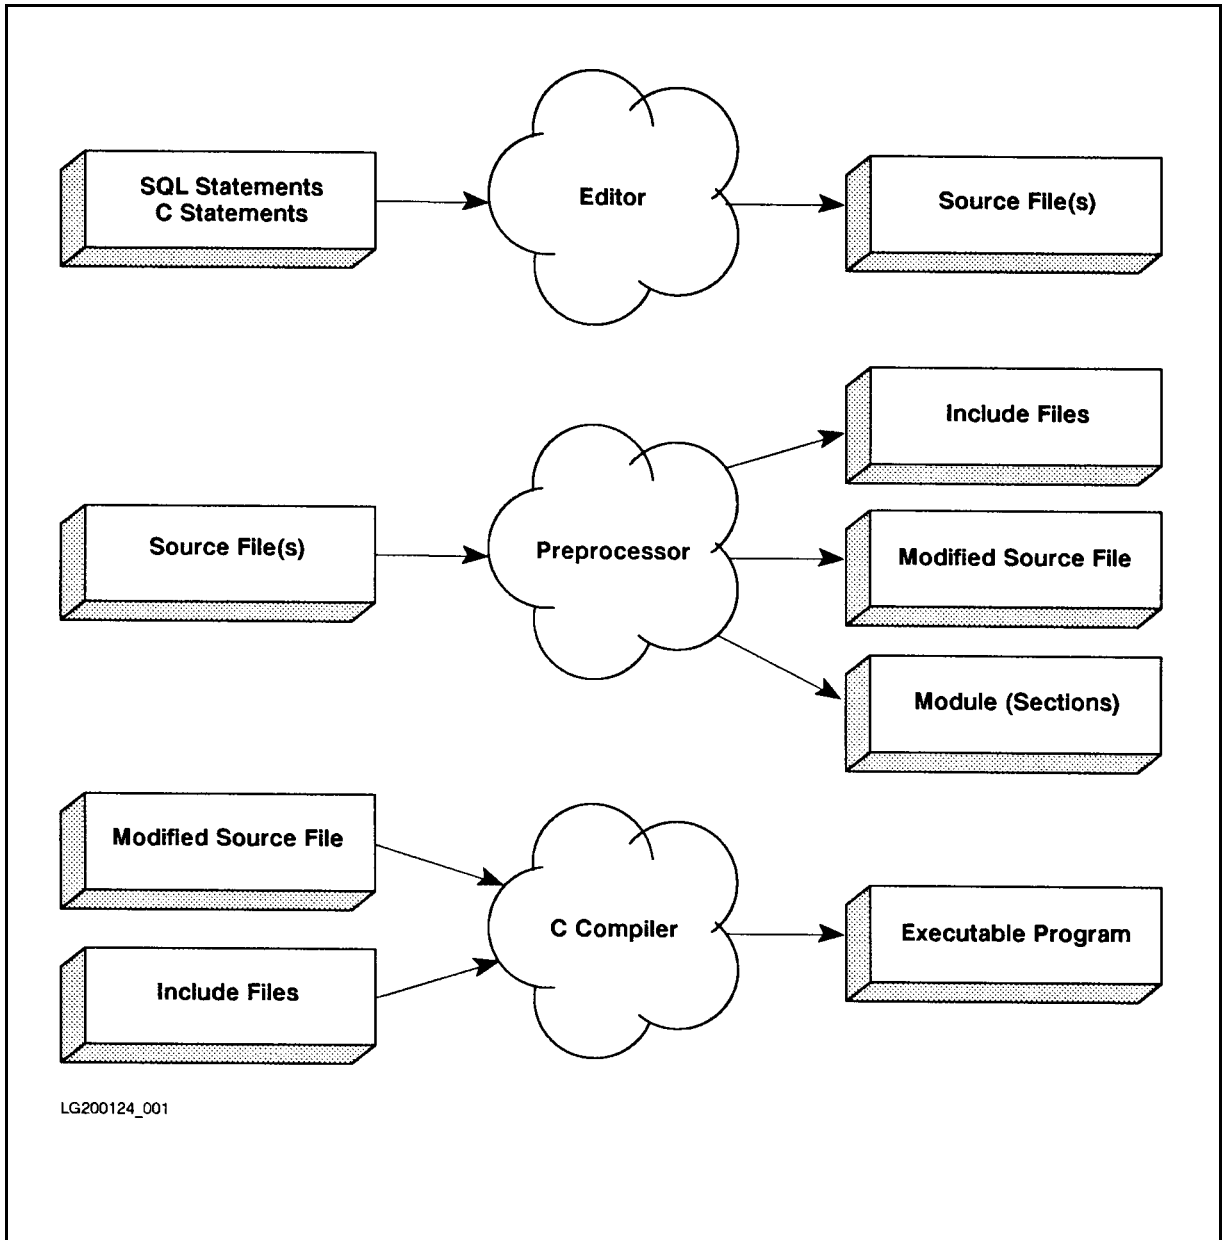 SQL Statements
C Statements
Editor
Source File(s)
Source File(s)
Preprocessor
Include Files
Modified Source File
Module (Sections)
Modified Source File
Include Files
C Compiler
Executable Program
LG200124_001